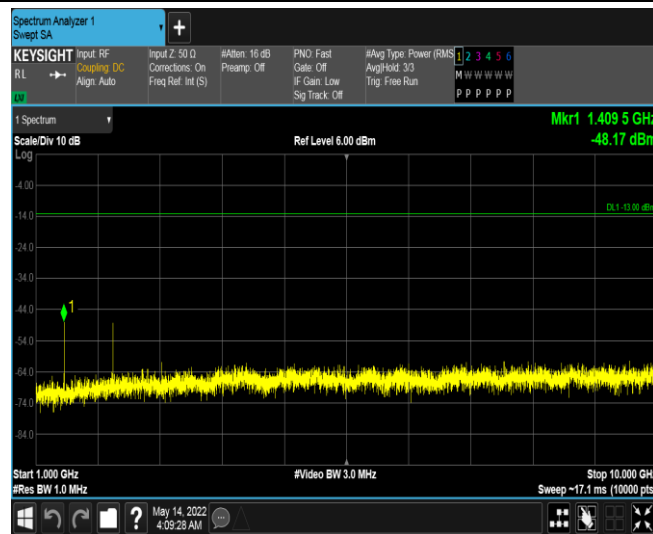 Spectrum Analyzer 1
Swept SA
+
KEYSIGHT
RL
Input: RF
Coupling: DC
Align: Auto
Input Z: 50 Ω
Corrections: On
Freq Ref: Int (S)
#Atten: 16 dB
Preamp: Off
PNO: Fast
Gate: Off
IF Gain: Low
Sig Track: Off
#Avg Type: Power (RMS
Avg|Hold: 3/3
Trig: Free Run
1 2 3 4 5 6
M W W W W W
P P P P P P
1 Spectrum
Mkr1 1.409 5 GHz
Scale/Div 10 dB
Ref Level 6.00 dBm
-48.17 dBm
Log
DL1 -13.00 dBm
-4.00
-14.0
-24.0
-34.0
-44.0
1
-54.0
-64.0
-74.0
-84.0
Start 1.000 GHz
#Video BW 3.0 MHz
Stop 10.000 GHz
#Res BW 1.0 MHz
Sweep ~17.1 ms (10000 pts
?
May 14, 2022
4:09:28 AM